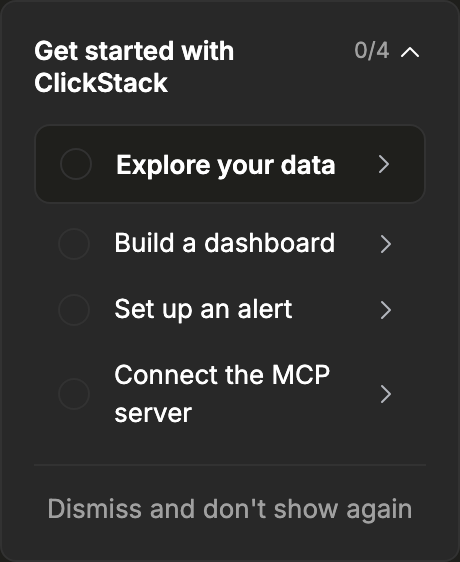 Get started with
ClickStack
0/4
Explore your data
Build a dashboard
Set up an alert
Connect the MCP
server
Dismiss and don't show again